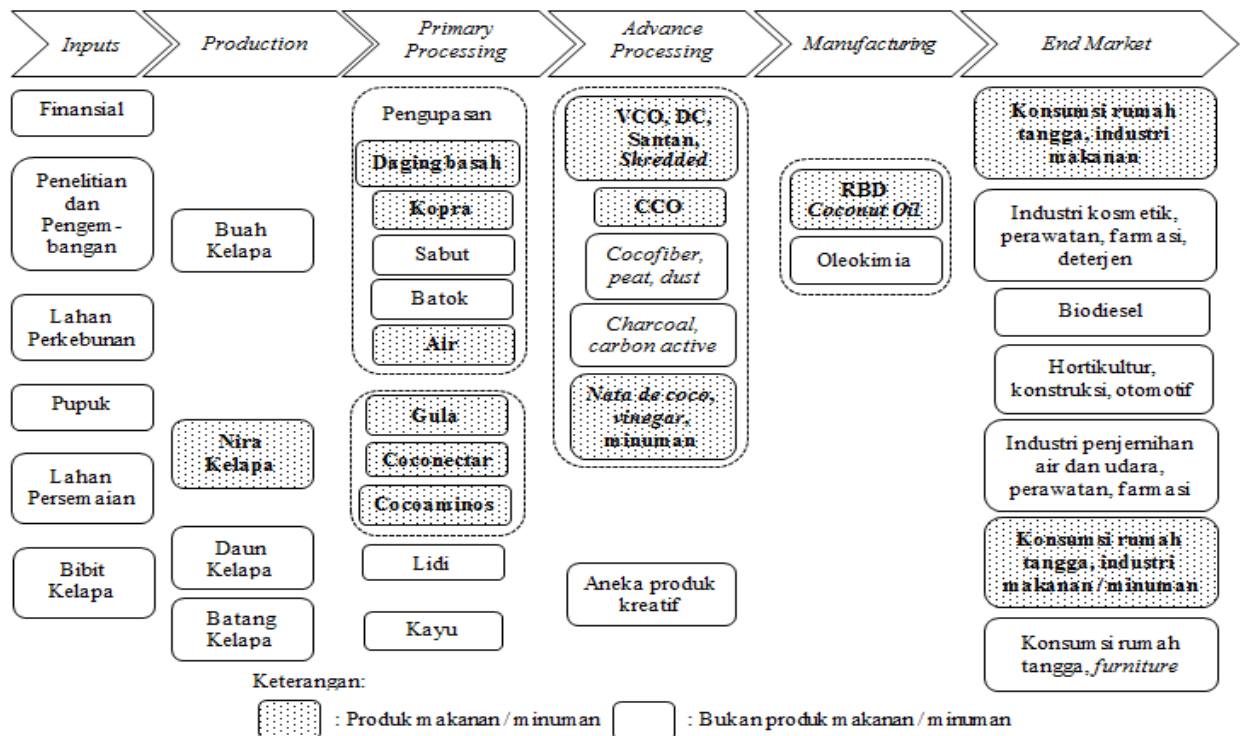 Inputs
Production
Primary
Processing
Advance
Processing
Manufacturing
End Market
Finansial
Penelitian
dan
Pengem-
bangan
Lahan
Perkebunan
Pupuk
Lahan
Persemaian
Bibit
Kelapa
Buah
Kelapa
Nira
Kelapa
Daun
Kelapa
Batang
Kelapa
Pengupasan
Daging basah
Kopra
Sabut
Batok
Air
Gula
Coconectar
Cocoaminos
Lidi
Kayu
VCO, DC,
Santan,
Shredded
CCO
Cocofiber,
peat, dust
Charcoal,
carbon active
Nata de coco,
vinegar,
minuman
Aneka produk
kreatif
RBD
Coconut Oil
Oleokimia
Konsumsi rumah
tangga, industri
makanan
Industri kosmetik,
perawatan, farmasi,
deterjen
Biodiesel
Hortikultur,
konstruksi, otomotif
Industri penjernihan
air dan udara,
perawatan, farmasi
Konsumsi rumah
tangga, industri
makanan/minuman
Konsumsi rumah
tangga, furniture
Keterangan:
: Produk makanan/minuman
: Bukan produk makanan/minuman